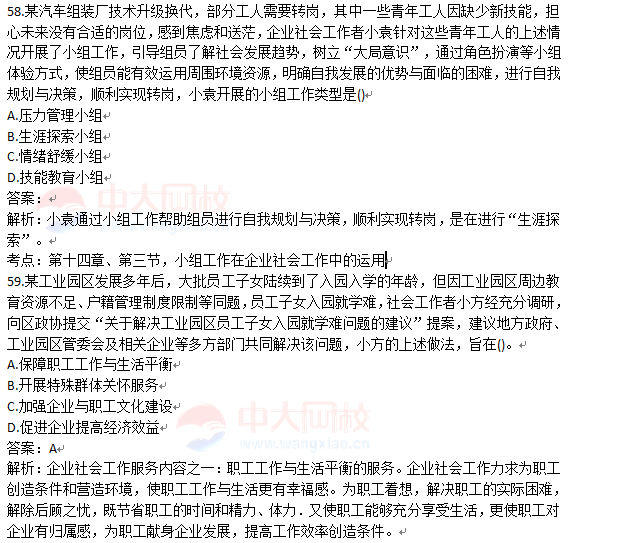 58.某汽车组装厂技术升级换代，部分工人需要转岗，其中一些青年工人因缺少新技能，担
心未来没有合适的岗位，感到焦虑和迷茫，企业社会工作者小袁针对这些青年工人的上述情
况开展了小组工作，引导组员了解社会发展趋势，树立“大局意识”，通过角色扮演等小组
体验方式，使组员能有效运用周围环境资源，明确自我发展的优势与面临的困难，进行自我
规划与决策，顺利实现转岗，小袁开展的小组工作类型是()
A.压力管理小组
B.生涯探索小组
C.情绪舒缓小组
D.技能教育小组
答案：
解析：小袁通过小组工作帮助组员进行自我规划与决策，顺利实现转岗，是在进行“生涯探
索”。
考点：第十四章、第三节，小组工作在企业社会工作中的运用
59.某工业园区发展多年后，大批员工子女陆续到了入园入学的年龄，但因工业园区周边教
育资源不足、户籍管理制度限制等同题，员工子女入园就学难，社会工作者小方经充分调研，
向区政协提交“关于解决工业园区员工子女入园就学难问题的建议”提案，建议地方政府、
工业园区管委会及相关企业等多方部门共同解决该问题，小方的上述做法，旨在()。
A.保障职工工作与生活平衡
B.开展特殊群体关怀服务
C.加强企业与职工文化建设
D.促进企业提高经济效益
答案：A
解析：企业社会工作服务内容之一：职工工作与生活平衡的服务。企业社会工作力求为职工
创造条件和营造环境，使职工工作与生活更有幸福感。为职工着想，解决职工的实际困难，
解除后顾之忧，既节省职工的时间和精力、体力．又使职工能够充分享受生活，更使职工对
企业有归属感，为职工献身企业发展，提高工作效率创造条件。
中大网校
中大网校
www.wangxiao.cn